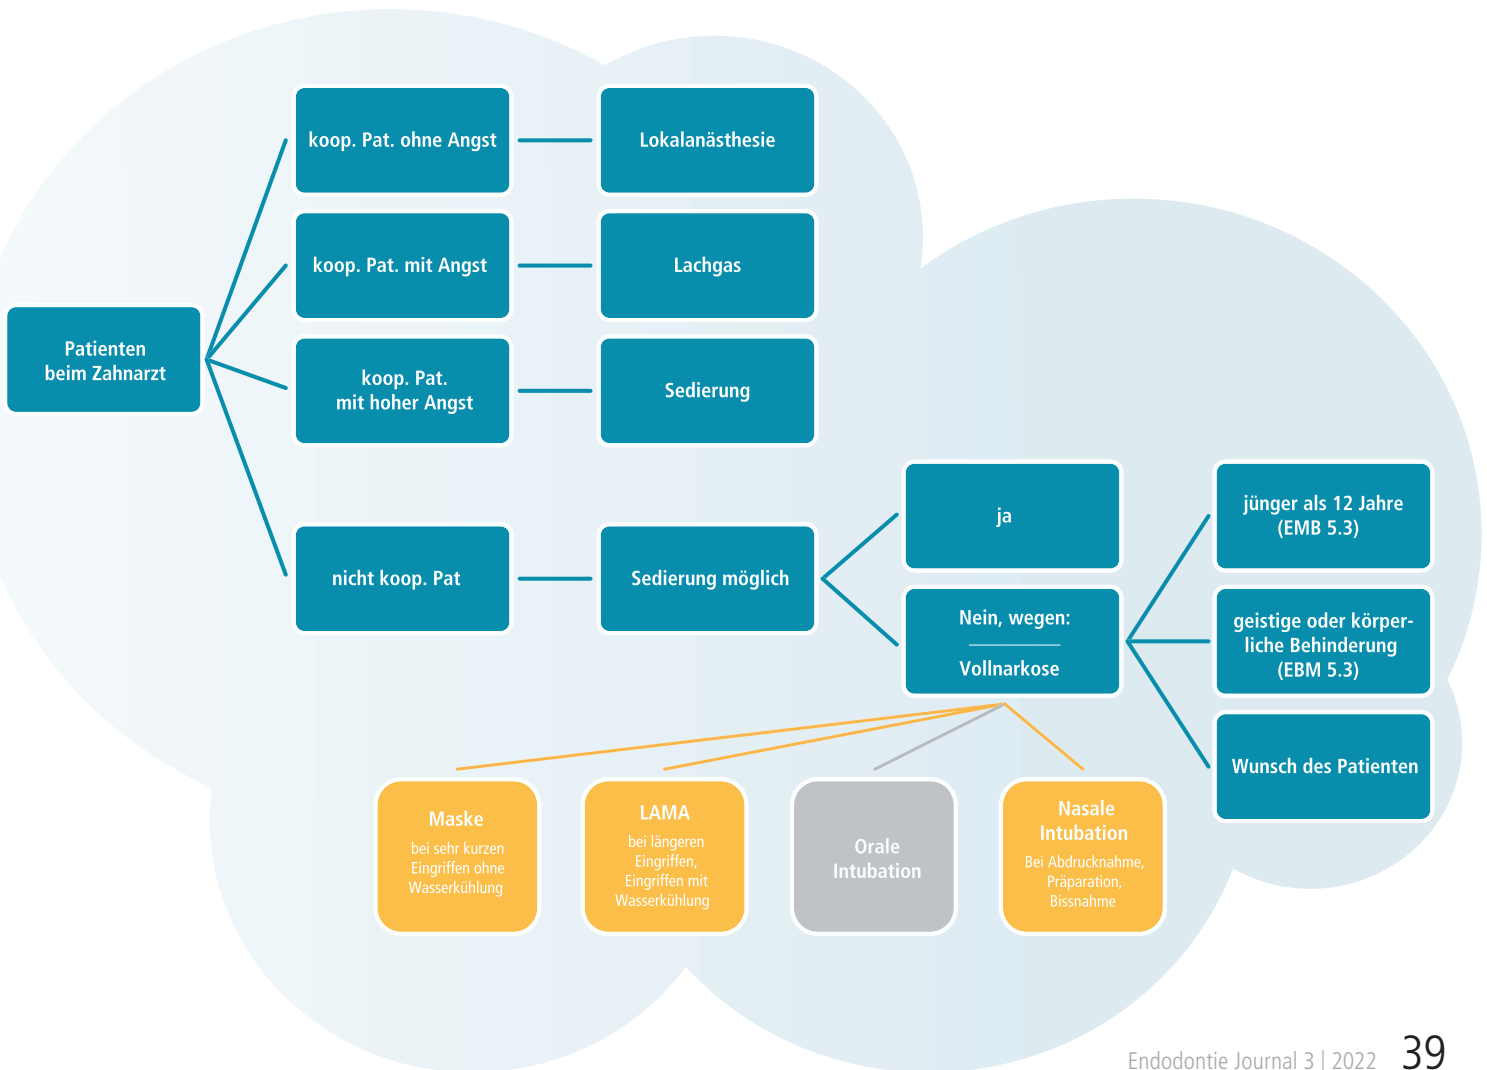 Patienten
beim Zahnarzt
koop. Pat. ohne Angst
Lokalanästhesie
koop. Pat. mit Angst
Lachgas
koop. Pat.
mit hoher Angst
Sedierung
nicht koop. Pat
Sedierung möglich
ja
Nein, wegen:
Vollnarkose
jünger als 12 Jahre
(EMB 5.3)
geistige oder körper-
liche Behinderung
(EBM 5.3)
Wunsch des Patienten
Maske
bei sehr kurzen
Eingriffen ohne
Wasserkühlung
LAMA
bei längeren
Eingriffen,
Eingriffen mit
Wasserkühlung
Orale
Intubation
Nasale
Intubation
Bei Abdrucknahme,
Präparation,
Bissnahme
Endodontie Journal 3 | 2022 39